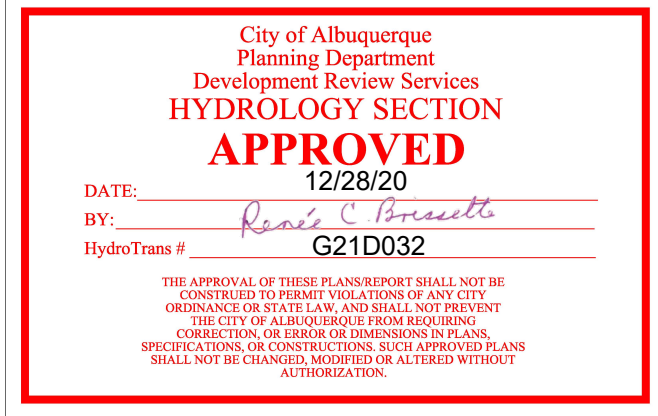 City of Albuquerque
Planning Department
Development Review Services
HYDROLOGY SECTION
APPROVED
DATE: 12/28/20
BY: Renée C. Brissette
HydroTrans # G21D032
THE APPROVAL OF THESE PLANS/REPORT SHALL NOT BE
CONSTRUED TO PERMIT VIOLATIONS OF ANY CITY
ORDINANCE OR STATE LAW, AND SHALL NOT PREVENT
THE CITY OF ALBUQUERQUE FROM REQUIRING
CORRECTION, OR ERROR OR DIMENSIONS IN PLANS,
SPECIFICATIONS, OR CONSTRUCTIONS. SUCH APPROVED PLANS
SHALL NOT BE CHANGED, MODIFIED OR ALTERED WITHOUT
AUTHORIZATION.